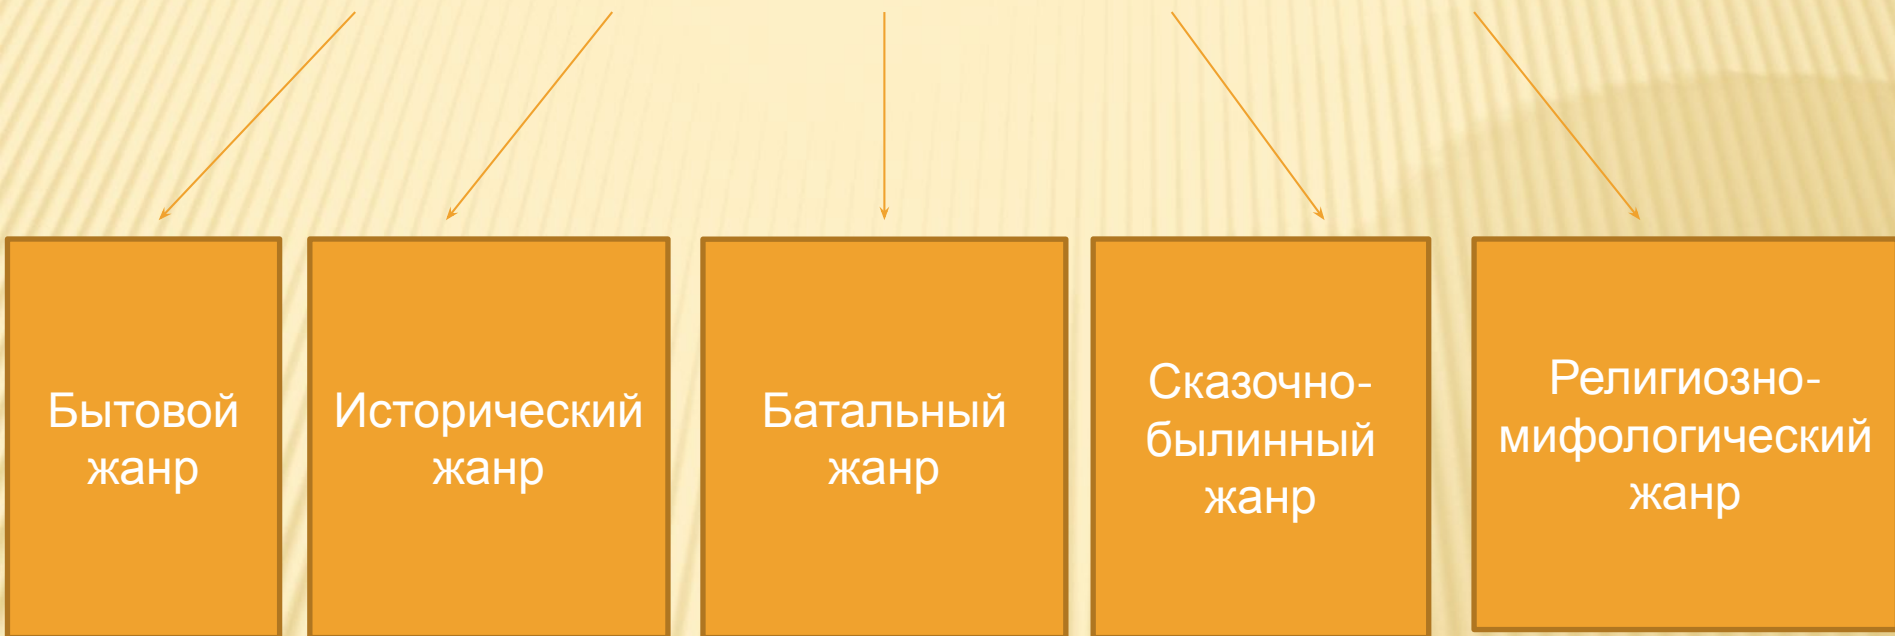 Бытовой
жанр
Исторический
жанр
Батальный
жанр
Сказочно-
былинный
жанр
Религиозно-
мифологический
жанр